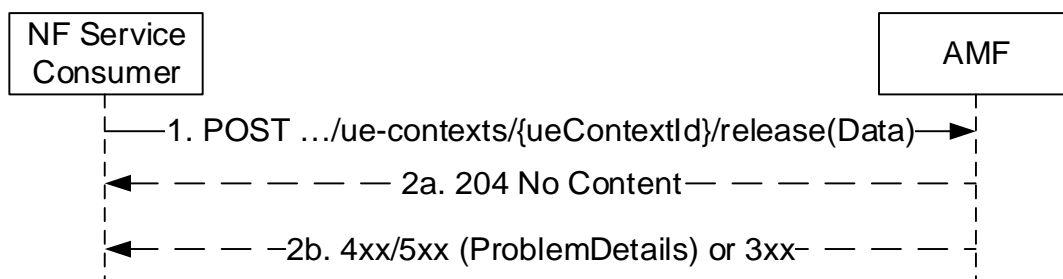 NF Service
Consumer
AMF
1. POST …/ue-contexts/{ueContextId}/release(Data)
2a. 204 No Content
2b. 4xx/5xx (ProblemDetails) or 3xx